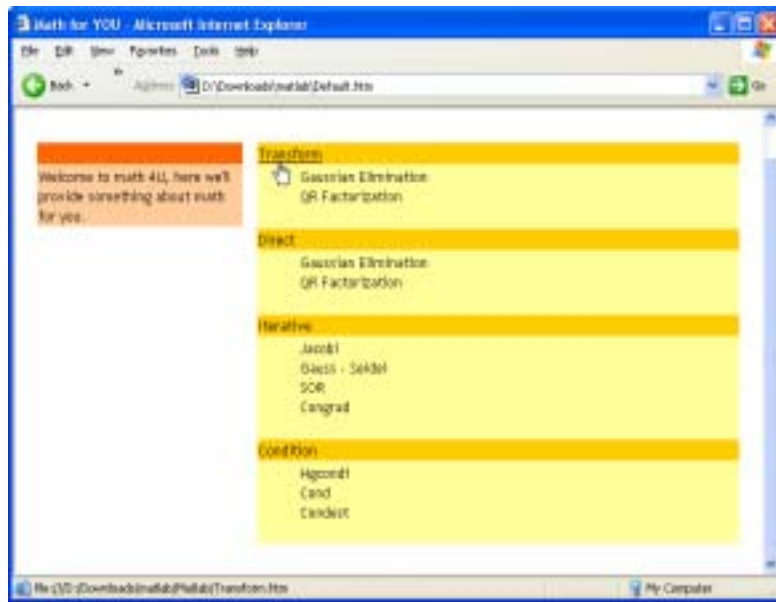 Math for YOU - Microsoft Internet Explorer
File Edit View Favorites Tools Help
Back Address D:\Downloads\matlab\Default.htm Go
Welcome to math 4U, here we'll
provide something about math
for you.
Transform
Gaussian Elimination
QR Factorization
Direct
Gaussian Elimination
QR Factorization
Iterative
Jacobi
Gauss - Seidel
SOR
Congrad
Condition
Hgcond1
Cond
Condest
file:///D:/Downloads/matlab/Matlab/Transform.htm
My Computer